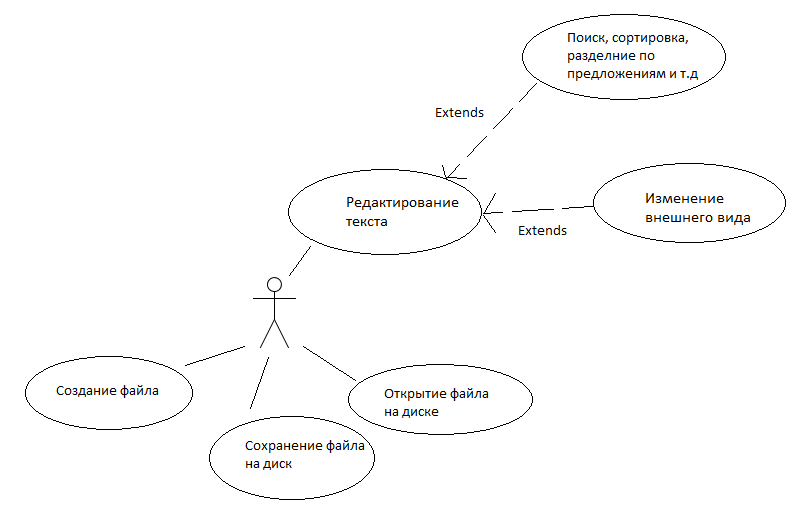 Поиск, сортировка,
разделние по
предложениям и т.д
Extends
Редактирование
текста
Изменение
внешнего вида
Extends
Создание файла
Открытие файла
на диске
Сохранение файла
на диск